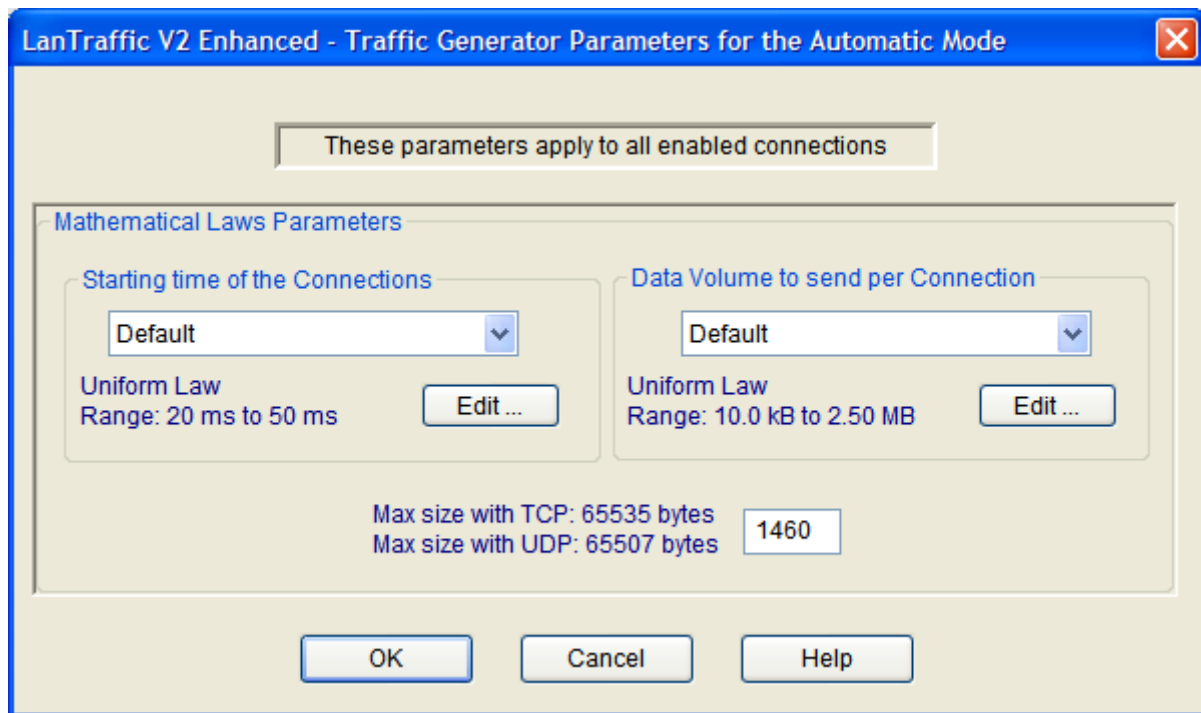 LanTraffic V2 Enhanced - Traffic Generator Parameters for the Automatic Mode
These parameters apply to all enabled connections
Mathematical Laws Parameters
Starting time of the Connections
Default
Uniform Law
Range: 20 ms to 50 ms
Edit ...
Data Volume to send per Connection
Default
Uniform Law
Range: 10.0 kB to 2.50 MB
Edit ...
Max size with TCP: 65535 bytes
Max size with UDP: 65507 bytes
1460
OK
Cancel
Help